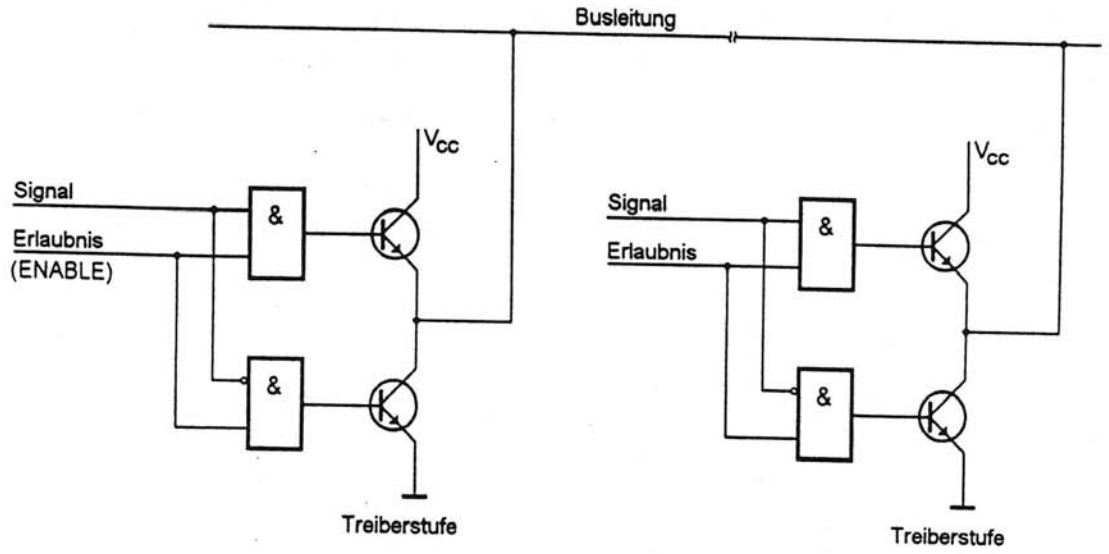 Busleitung
VCC
Signal
&
Erlaubnis
(ENABLE)
&
Treiberstufe
VCC
Signal
&
Erlaubnis
&
Treiberstufe